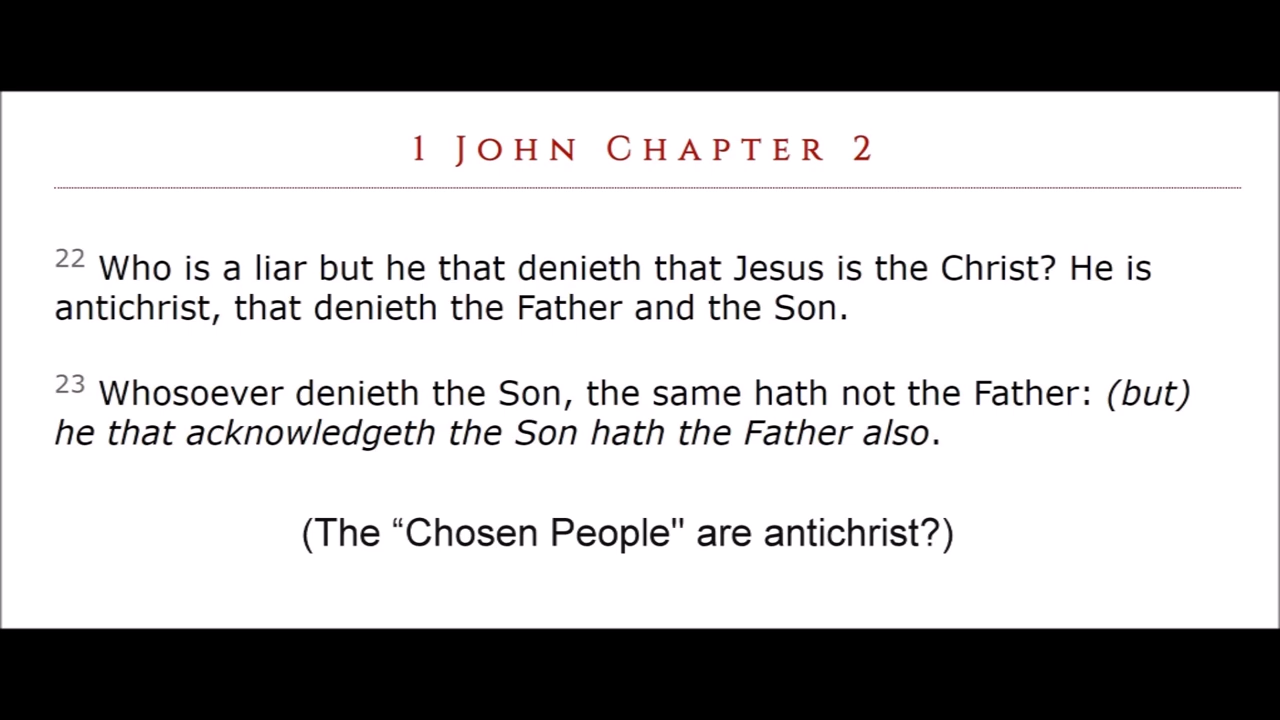 1 John Chapter 2
22 Who is a liar but he that denieth that Jesus is the Christ? He is
antichrist, that denieth the Father and the Son.
23 Whosoever denieth the Son, the same hath not the Father: (but)
he that acknowledgeth the Son hath the Father also.
(The “Chosen People" are antichrist?)